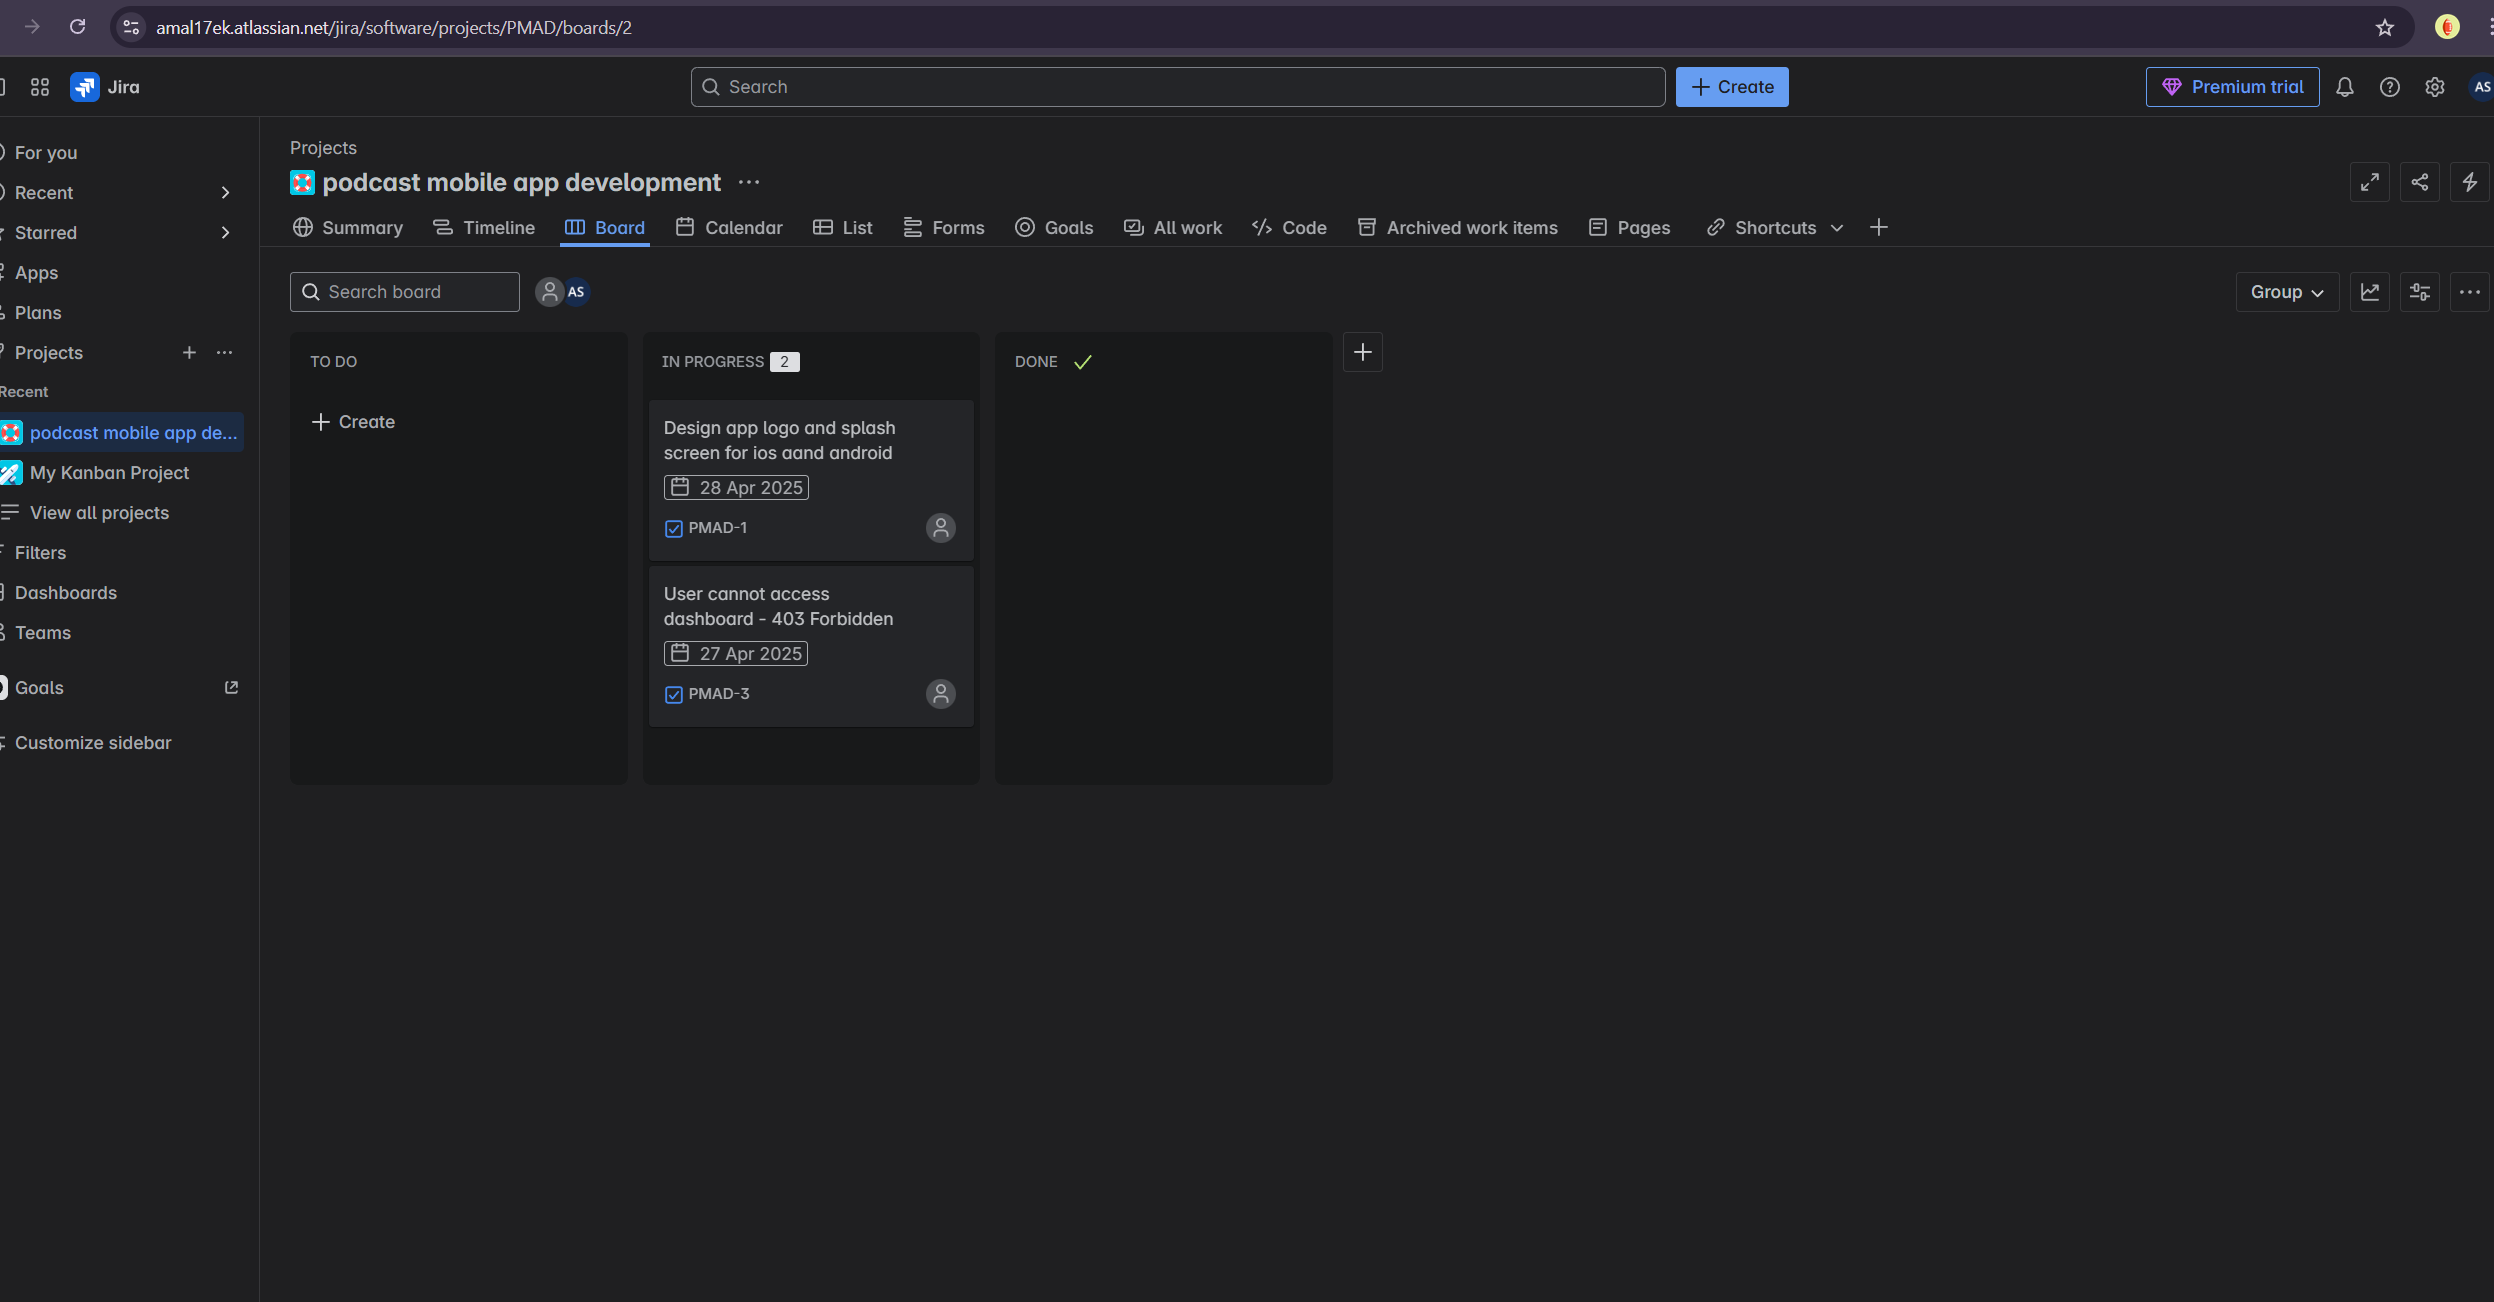 amal17ek.atlassian.net/jira/software/projects/PMAD/boards/2
Jira
Search
Create
Premium trial
AS
For you
Recent
Starred
Apps
Plans
Projects
Recent
podcast mobile app de...
My Kanban Project
View all projects
Filters
Dashboards
Teams
Goals
Customize sidebar
Projects
podcast mobile app development
Summary
Timeline
Board
Calendar
List
Forms
Goals
All work
Code
Archived work items
Pages
Shortcuts
Search board
AS
Group
TO DO
Create
IN PROGRESS 2
Design app logo and splash
screen for ios aand android
28 Apr 2025
PMAD-1
User cannot access
dashboard - 403 Forbidden
27 Apr 2025
PMAD-3
DONE